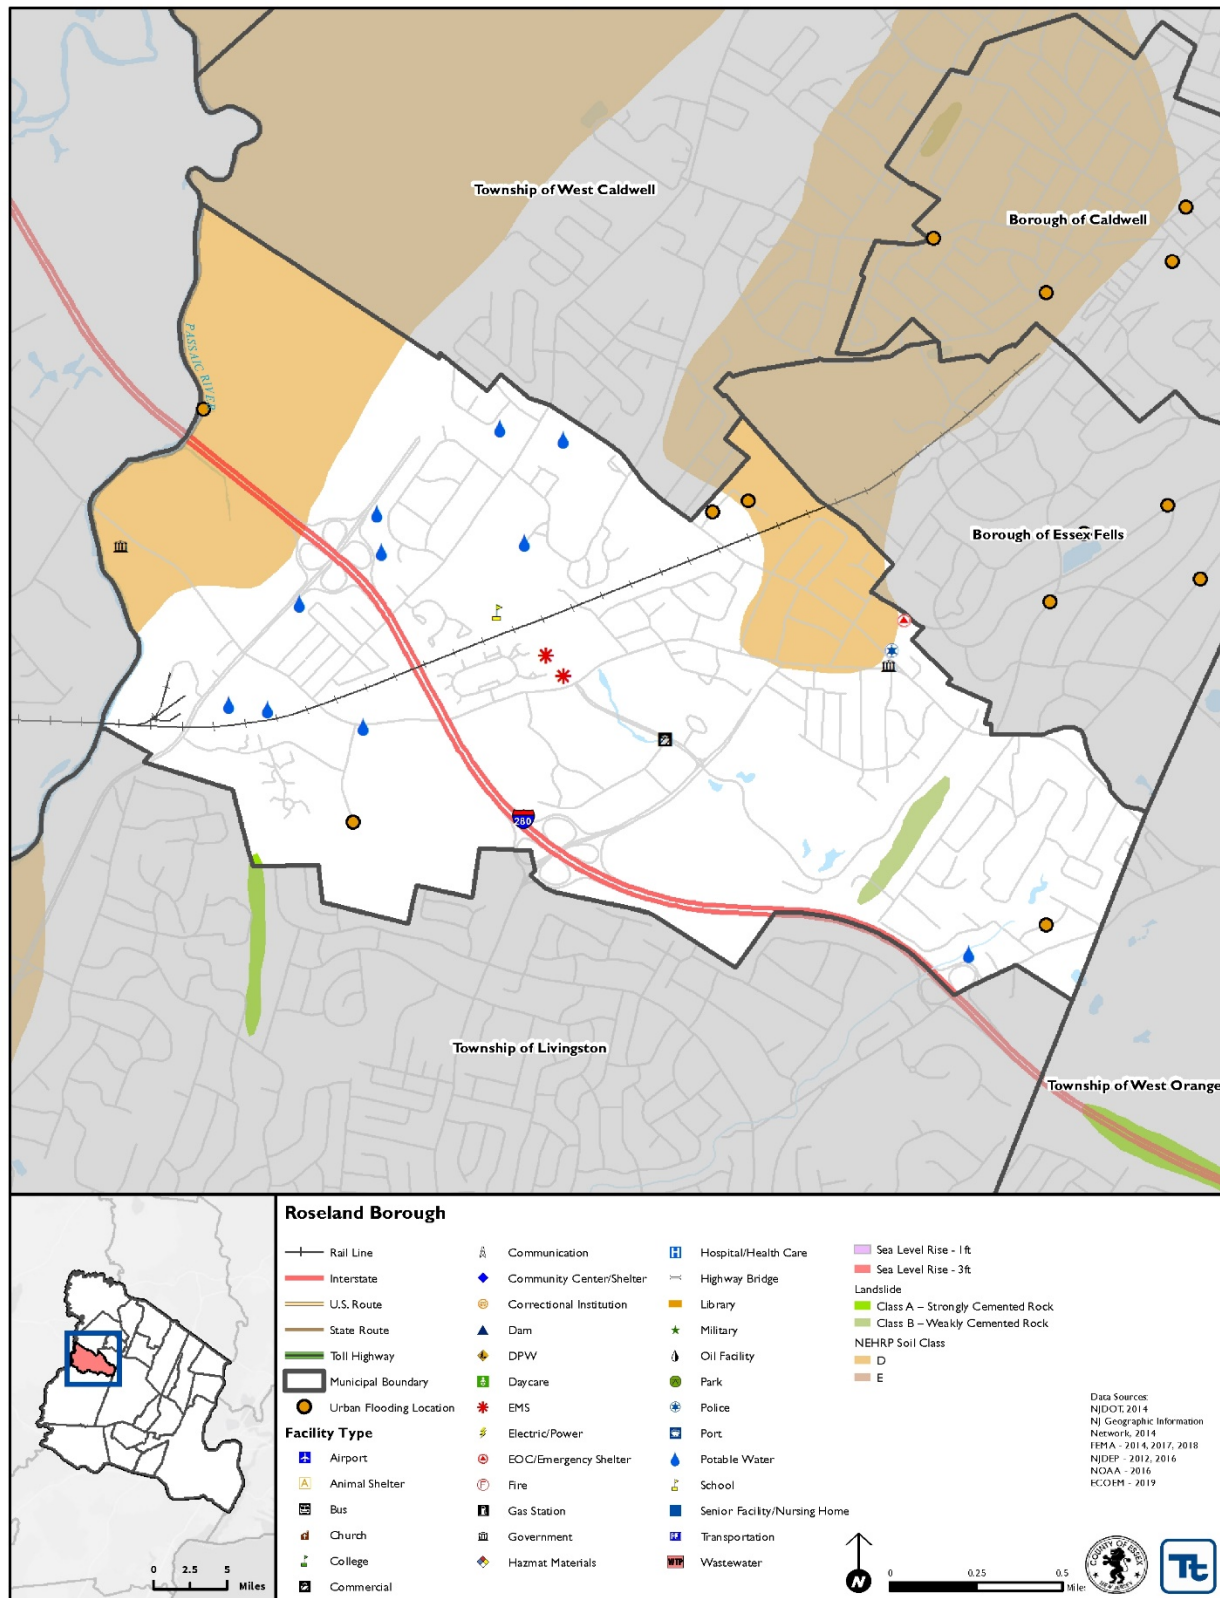 Township of West Caldwell
Borough of Caldwell
PASSAIC RIVER
Borough of Essex Fells
280
Township of Livingston
Township of West Orange
Roseland Borough
Rail Line
Interstate
U.S. Route
State Route
Toll Highway
Municipal Boundary
Urban Flooding Location
Facility Type
Airport
A Animal Shelter
Bus
Church
College
Commercial
Communication
Community Center/Shelter
Correctional Institution
Dam
DPW
Daycare
EMS
Electric/Power
EOC/Emergency Shelter
F Fire
Gas Station
Government
Hazmat Materials
H Hospital/Health Care
Highway Bridge
Library
Military
Oil Facility
Park
Police
Port
Potable Water
School
Senior Facility/Nursing Home
Transportation
WTP Wastewater
Sea Level Rise - 1ft
Sea Level Rise - 3ft
Landslide
Class A – Strongly Cemented Rock
Class B – Weakly Cemented Rock
NEHRP Soil Class
D
E
Data Sources:
NJDOT, 2014
NJ Geographic Information
Network, 2014
FEMA - 2014, 2017, 2018
NJDEP - 2012, 2016
NOAA - 2016
ECOEM - 2019
0 2.5 5
Miles
N
0 0.25 0.5
Miles
COUNTY OF ESSEX
NEW JERSEY
Tt